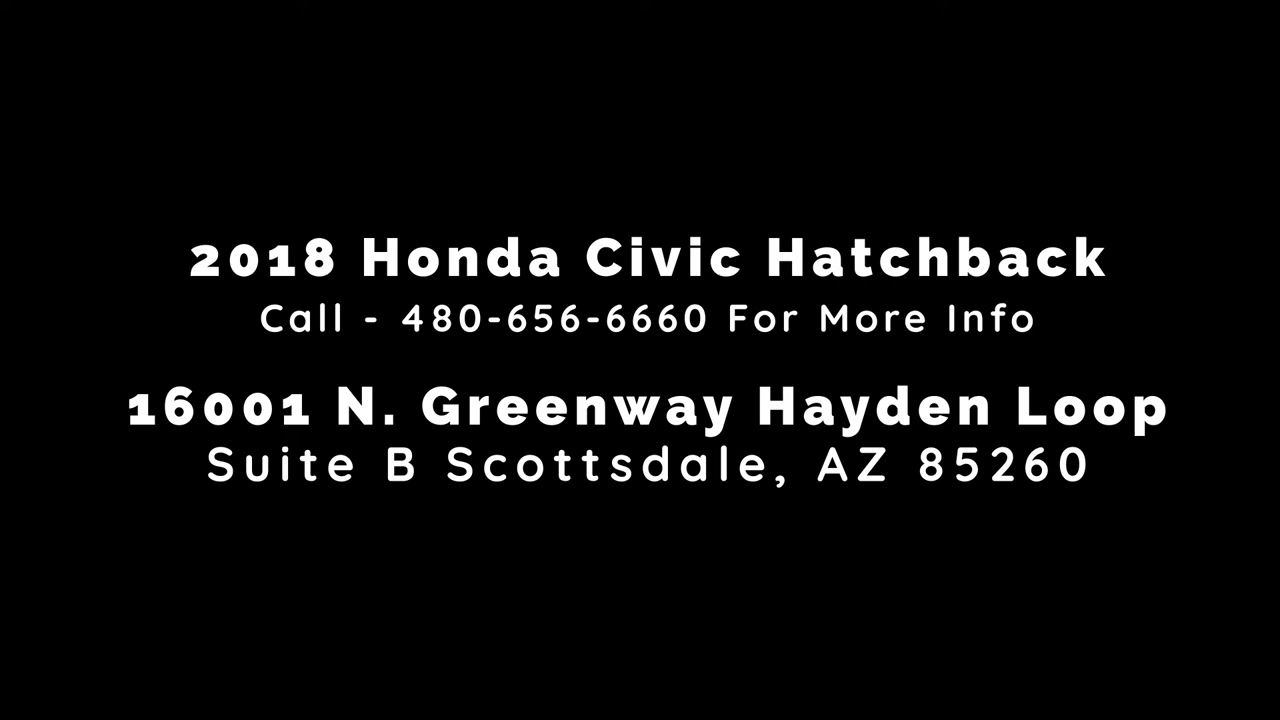 2018 Honda Civic Hatchback
Call - 480-656-6660 For More Info
16001 N. Greenway Hayden Loop
Suite B Scottsdale, AZ 85260